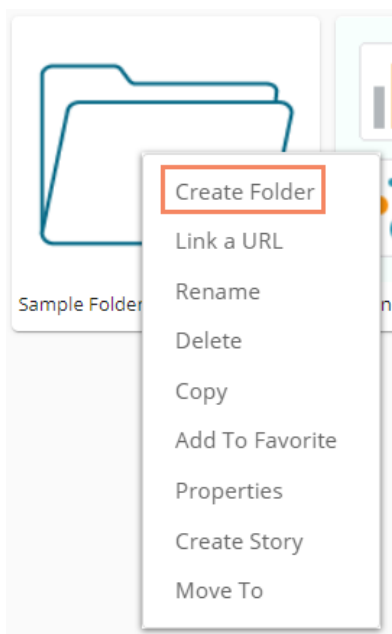 Create Folder
Link a URL
Sample Folder
Rename
Delete
Copy
Add To Favorite
Properties
Create Story
Move To